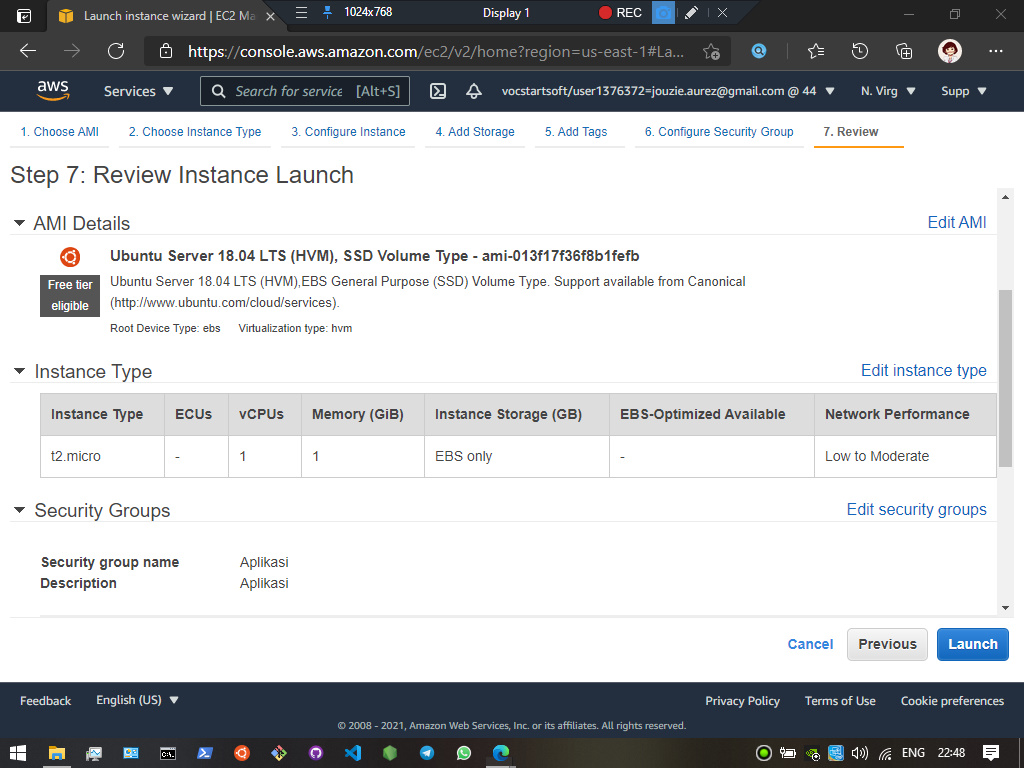 Launch instance wizard | EC2 Ma
1024x768
Display 1
REC
https://console.aws.amazon.com/ec2/v2/home?region=us-east-1#La...
aws
Services
Search for service
[Alt+S]
vocstartsoft/user1376372=jouzie.aurez@gmail.com @ 44
N. Virg
Supp
1. Choose AMI
2. Choose Instance Type
3. Configure Instance
4. Add Storage
5. Add Tags
6. Configure Security Group
7. Review
Step 7: Review Instance Launch
AMI Details
Edit AMI
Ubuntu Server 18.04 LTS (HVM), SSD Volume Type - ami-013f17f36f8b1fefb
Free tier
eligible
Ubuntu Server 18.04 LTS (HVM),EBS General Purpose (SSD) Volume Type. Support available from Canonical
(http://www.ubuntu.com/cloud/services).
Root Device Type: ebs
Virtualization type: hvm
Instance Type
Edit instance type
Instance Type
ECUs
vCPUs
Memory (GiB)
Instance Storage (GB)
EBS-Optimized Available
Network Performance
t2.micro
-
1
1
EBS only
-
Low to Moderate
Security Groups
Edit security groups
Security group name
Aplikasi
Description
Aplikasi
Cancel
Previous
Launch
Feedback
English (US)
Privacy Policy
Terms of Use
Cookie preferences
© 2008 - 2021, Amazon Web Services, Inc. or its affiliates. All rights reserved.
ENG
22:48